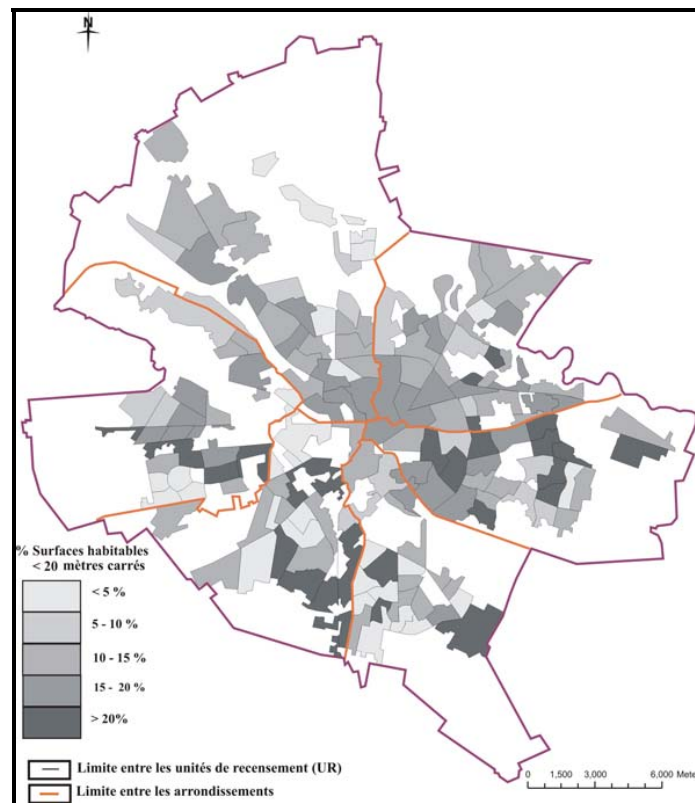 N
% Surfaces habitables
< 20 mètres carrés
< 5 %
5 - 10 %
10 - 15 %
15 - 20 %
> 20%
Limite entre les unités de recensement (UR)
Limite entre les arrondissements
0 1,500 3,000 6,000 Mete